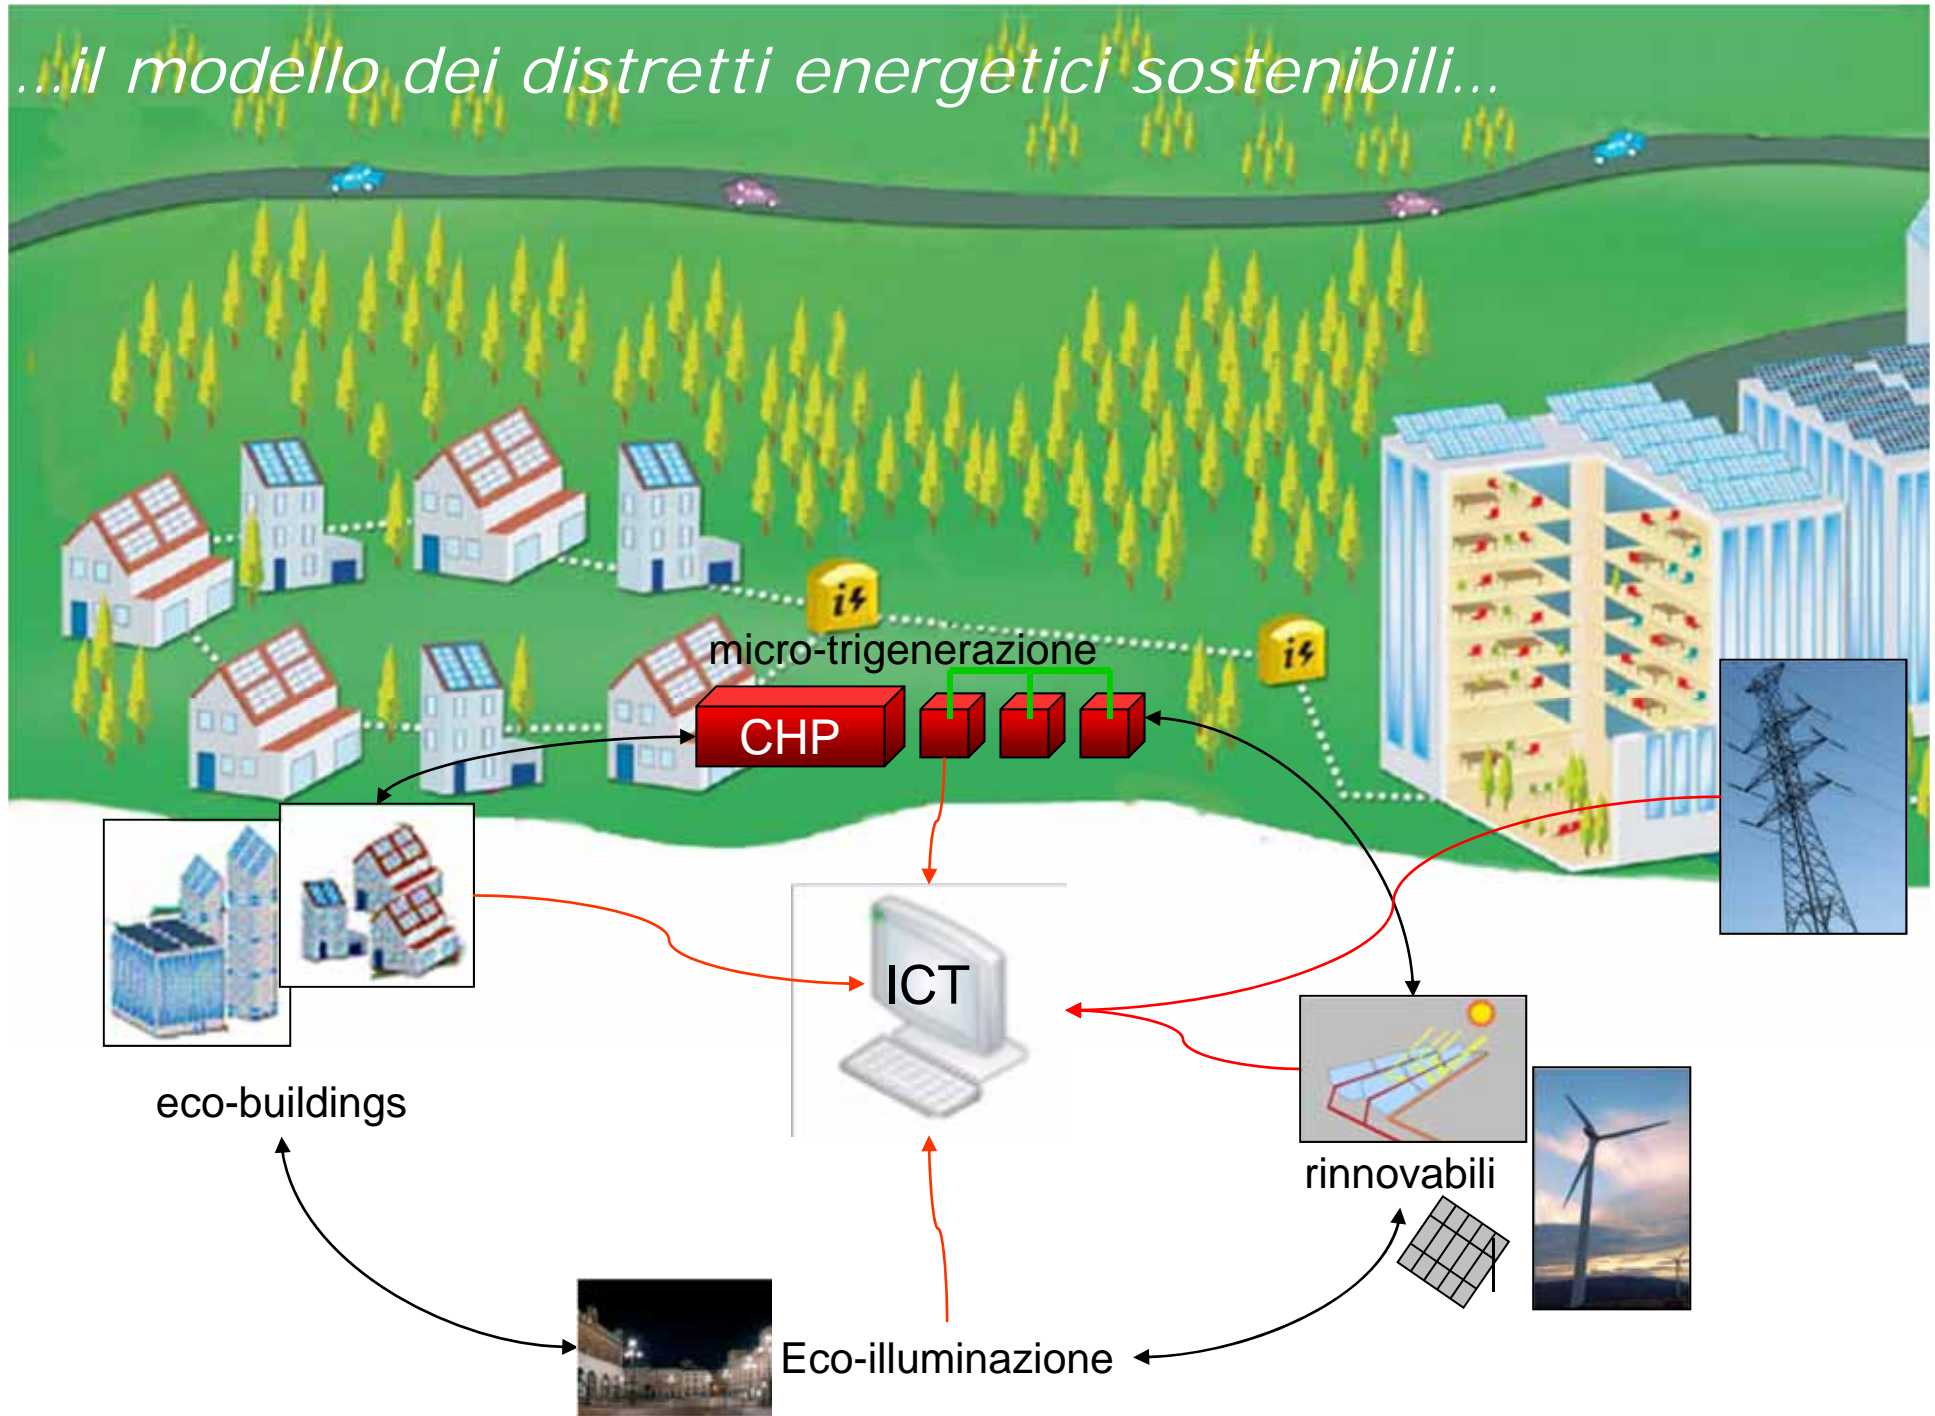 ...il modello dei distretti energetici sostenibili...
i
i
micro-trigenerazione
CHP
ICT
eco-buildings
rinnovabili
Eco-illuminazione